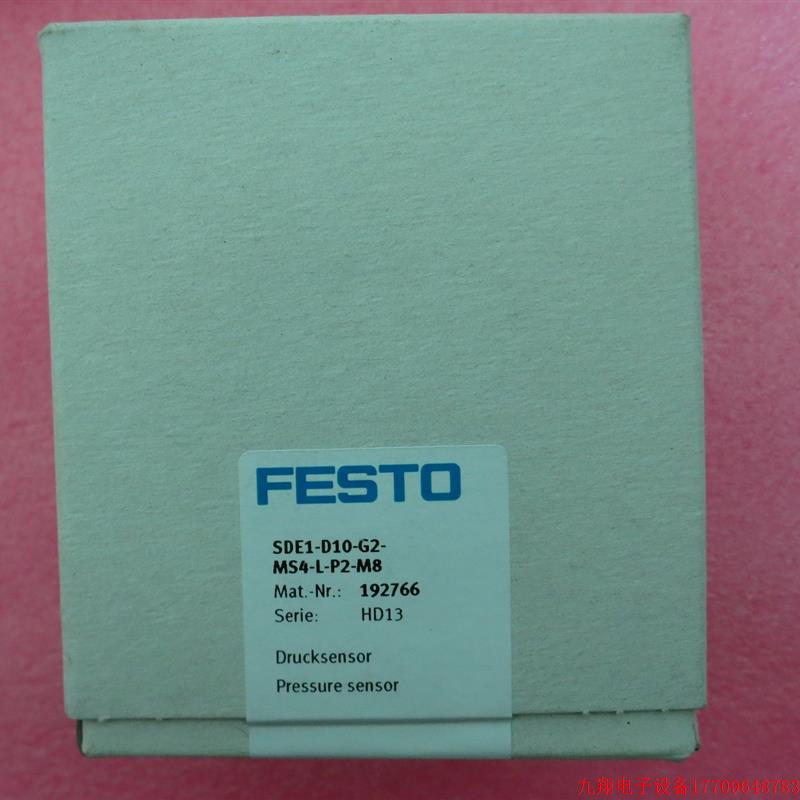 FESTO
SDE1-D10-G2-
MS4-L-P2-M8
Mat.-Nr.: 192766
Serie: HD13
Drucksensor
Pressure sensor
九翔电子设备17709648783